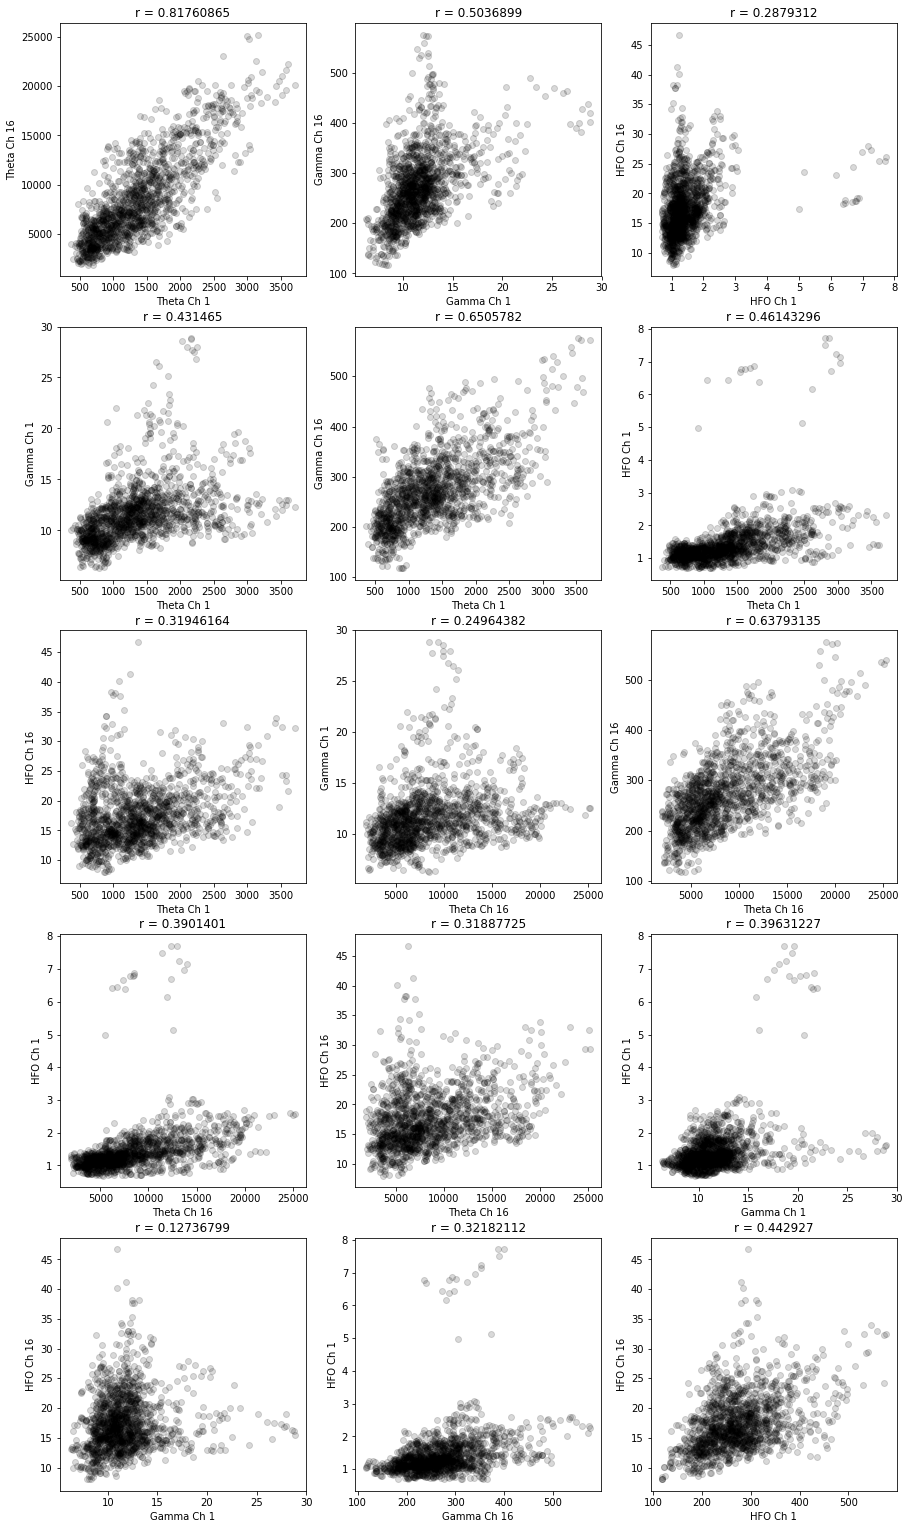 r = 0.81760865
25000
20000
15000
10000
5000
Theta Ch 16
500 1000 1500 2000 2500 3000 3500
Theta Ch 1
r = 0.5036899
500
400
300
200
100
Gamma Ch 16
10 15 20 25 30
Gamma Ch 1
r = 0.2879312
45
40
35
30
25
20
15
10
HFO Ch 16
1 2 3 4 5 6 7 8
HFO Ch 1
r = 0.431465
30
25
20
15
10
Gamma Ch 1
500 1000 1500 2000 2500 3000 3500
Theta Ch 1
r = 0.6505782
500
400
300
200
100
Gamma Ch 16
500 1000 1500 2000 2500 3000 3500
Theta Ch 1
r = 0.46143296
8
7
6
5
4
3
2
1
HFO Ch 1
500 1000 1500 2000 2500 3000 3500
Theta Ch 1
r = 0.31946164
45
40
35
30
25
20
15
10
HFO Ch 16
500 1000 1500 2000 2500 3000 3500
Theta Ch 1
r = 0.24964382
30
25
20
15
10
Gamma Ch 1
5000 10000 15000 20000 25000
Theta Ch 16
r = 0.63793135
500
400
300
200
100
Gamma Ch 16
5000 10000 15000 20000 25000
Theta Ch 16
r = 0.3901401
8
7
6
5
4
3
2
1
HFO Ch 1
5000 10000 15000 20000 25000
Theta Ch 16
r = 0.31887725
45
40
35
30
25
20
15
10
HFO Ch 16
5000 10000 15000 20000 25000
Theta Ch 16
r = 0.39631227
8
7
6
5
4
3
2
1
HFO Ch 1
10 15 20 25 30
Gamma Ch 1
r = 0.12736799
45
40
35
30
25
20
15
10
HFO Ch 16
10 15 20 25 30
Gamma Ch 1
r = 0.32182112
8
7
6
5
4
3
2
1
HFO Ch 1
100 200 300 400 500
Gamma Ch 16
r = 0.442927
45
40
35
30
25
20
15
10
HFO Ch 16
100 200 300 400 500
HFO Ch 1